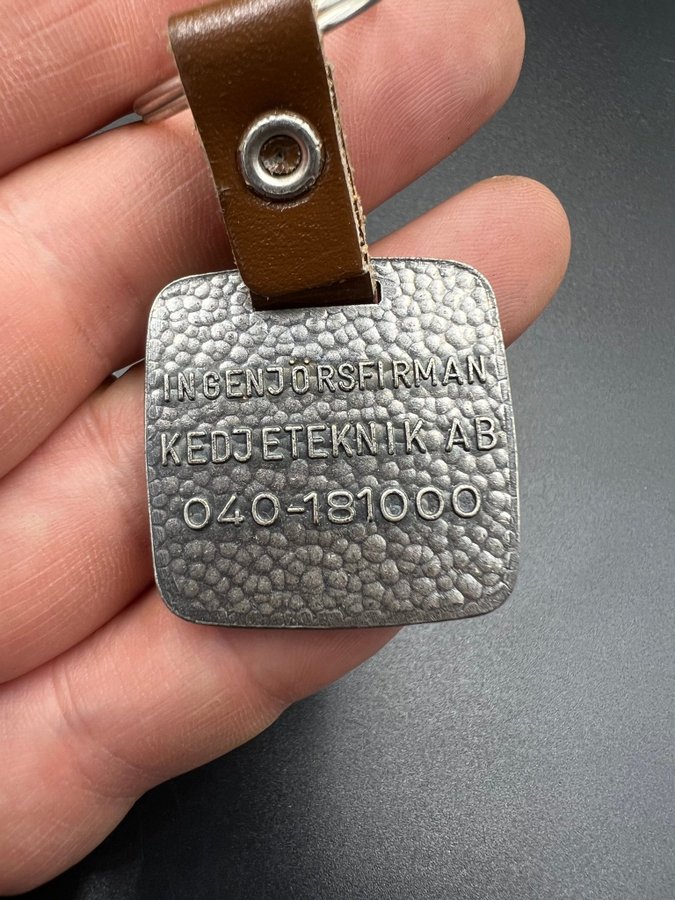 INGENJÖRSFIRMAN
KEDJETEKNIK AB
040-181000